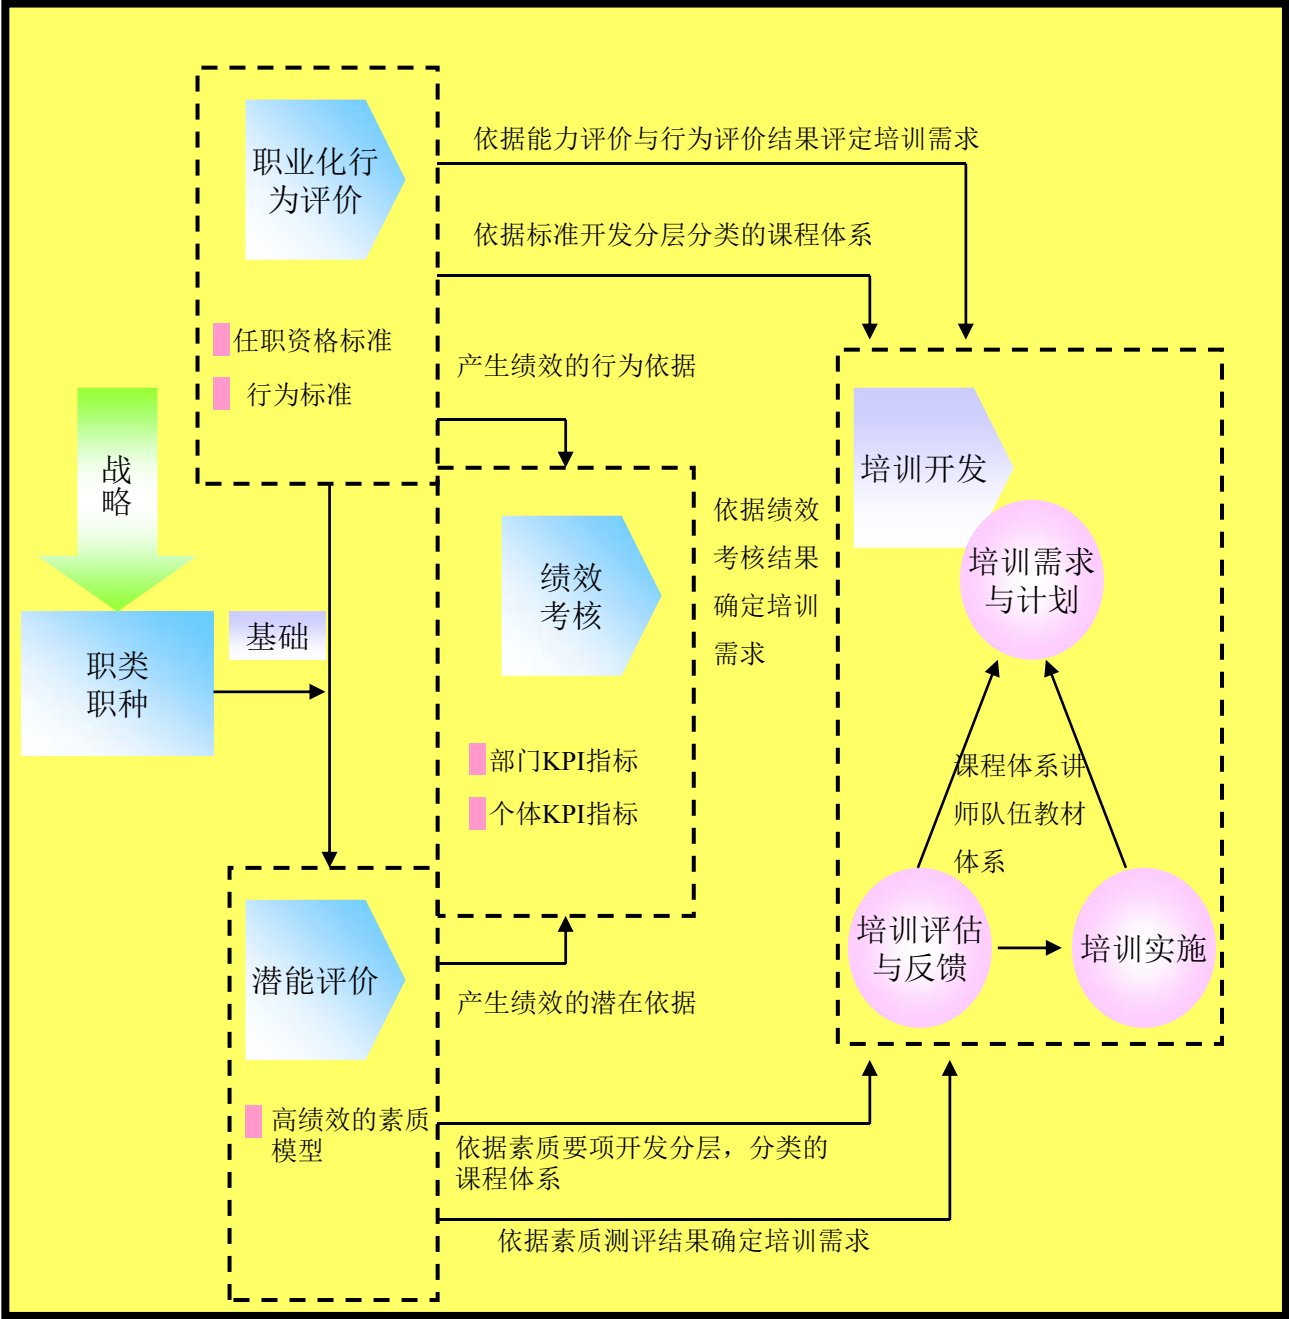 职业化行
为评价
任职资格标准
行为标准
依据能力评价与行为评价结果评定培训需求
依据标准开发分层分类的课程体系
产生绩效的行为依据
战
略
职类
职种
基础
绩效
考核
部门KPI指标
个体KPI指标
依据绩效
考核结果
确定培训
需求
培训开发
培训需求
与计划
课程体系讲
师队伍教材
体系
培训评估
与反馈
培训实施
潜能评价
高绩效的素质
模型
产生绩效的潜在依据
依据素质要项开发分层，分类的
课程体系
依据素质测评结果确定培训需求